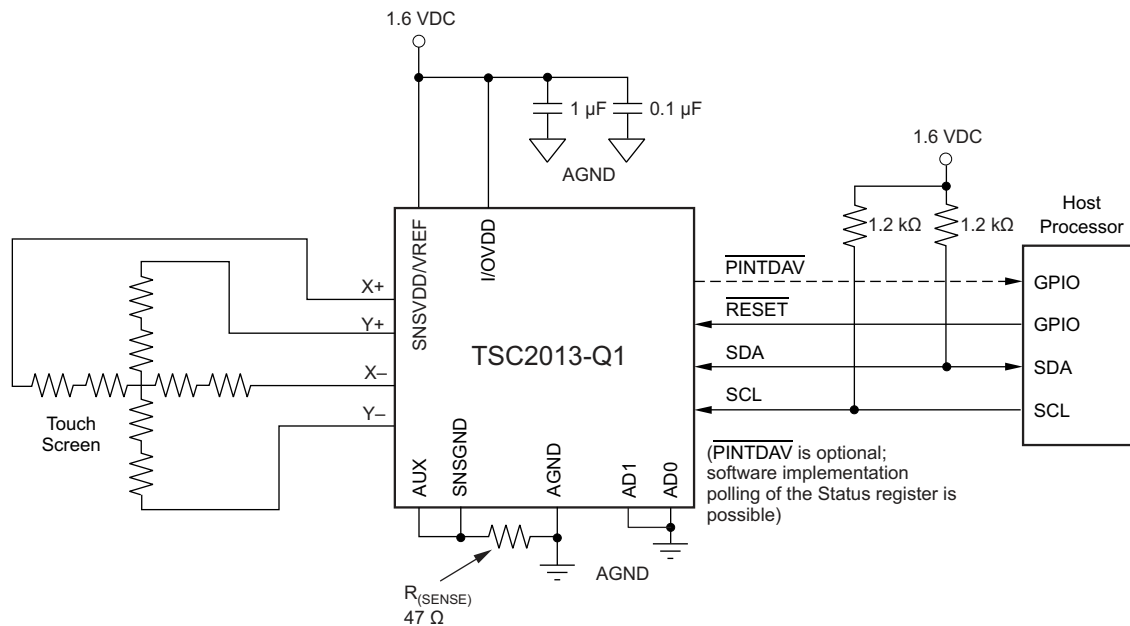 1.6 VDC
1 µF
0.1 µF
AGND
1.6 VDC
1.2 kΩ
1.2 kΩ
Host
Processor
SNSVDD/VREF
I/OVDD
X+
Y+
X–
Y–
Touch
Screen
TSC2013-Q1
PINTDAV
RESET
SDA
SCL
GPIO
GPIO
SDA
SCL
(PINTDAV is optional;
software implementation
polling of the Status register is
possible)
AUX
SNSGND
AGND
AD1
AD0
AGND
R(SENSE)
47 Ω